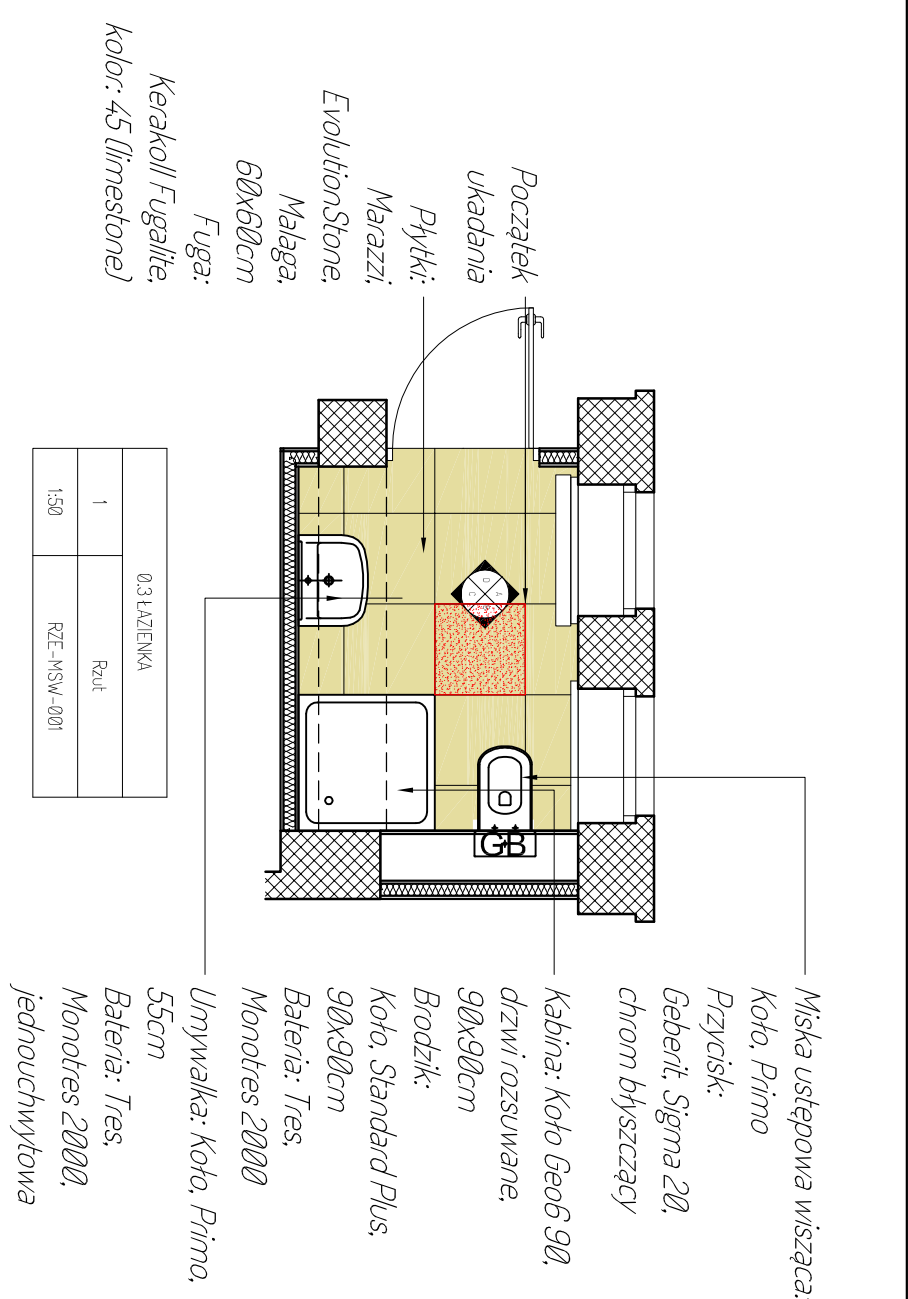 Miska ustępowa wisząca:
Koło, Primo
Przycisk:
Geberit, Sigma 20,
chrom błyszczący
Kabina: Koło Geo6 90,
drzwi rozsuwane,
90x90cm
Brodzik:
Koło, Standard Plus,
90x90cm
Bateria: Tres,
Monotres 2000
Umywalka: Koło, Primo,
55cm
Bateria: Tres,
Monotres 2000,
jednouchwytowa
Początek
ukadania
Płytki:
Marazzi,
EvolutionStone,
Malaga,
60x60cm
Fuga:
Kerakoll Fugalite,
kolor: 45 (limestone)
A
C
D
GB
0.3 ŁAZIENKA
1 Rzut
1:50 RZE-MSW-001